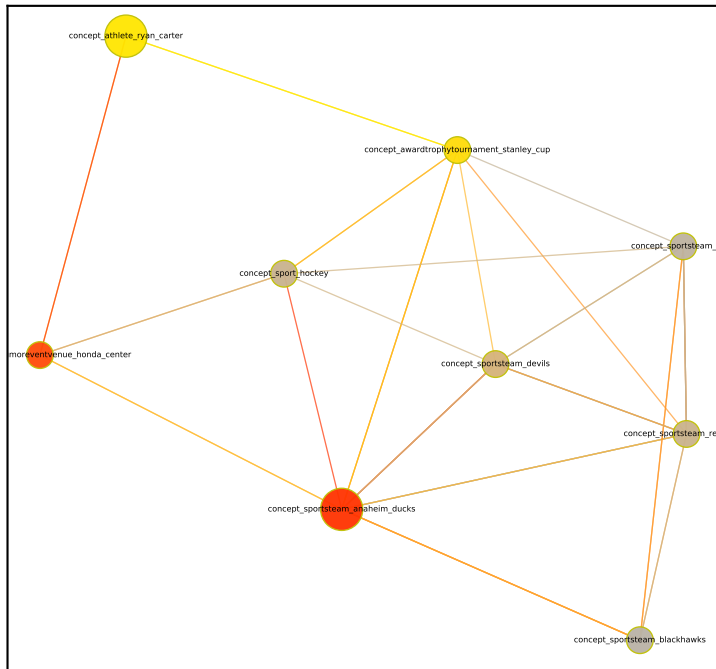 concept_athlete_ryan_carter
concept_awardtrophytournament_stanley_cup
concept_sportsteam_
concept_sport_hockey
moreventvenue_honda_center
concept_sportsteam_devils
concept_sportsteam_re
concept_sportsteam_anaheim_ducks
concept_sportsteam_blackhawks